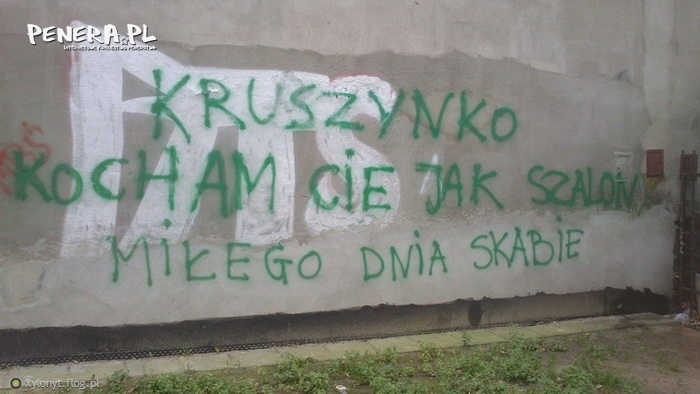 PENERA.PL
KRUSZYNKO
KOCHAM CIE JAK SZALONY
MIŁEGO DNIA SKABIE
xylonyt.flog.pl